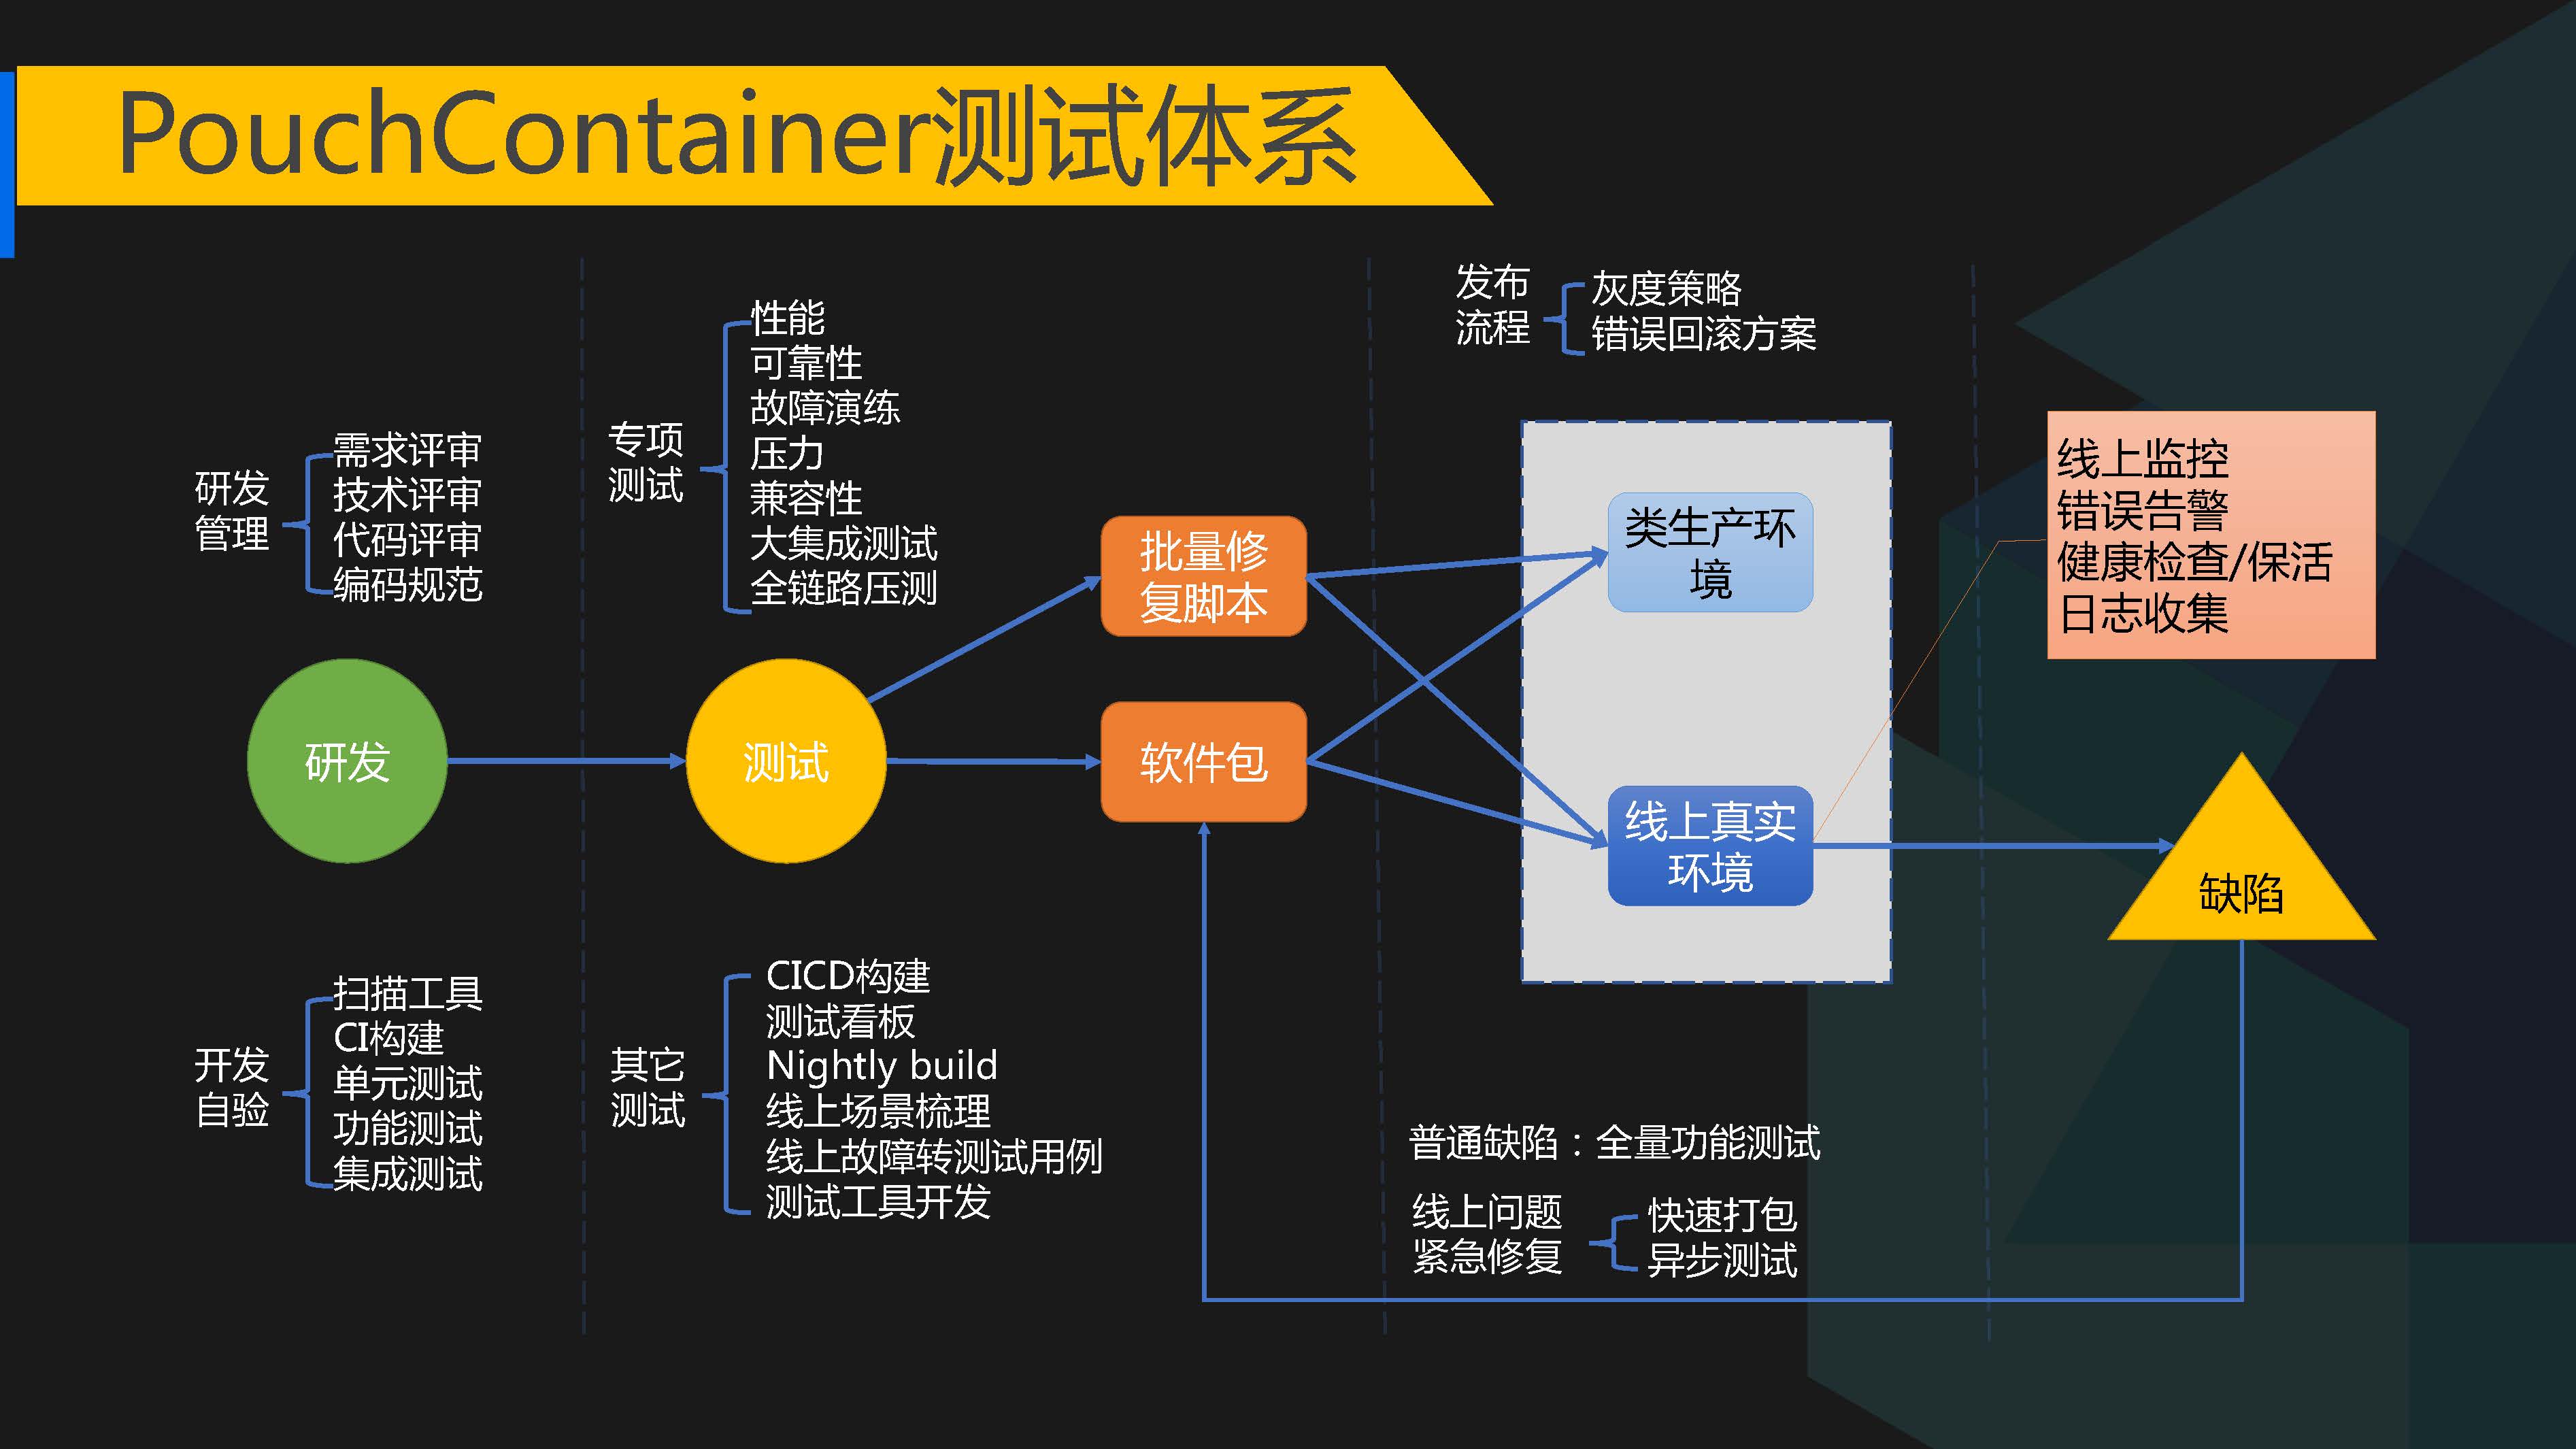 PouchContainer测试体系
研发
管理
需求评审
技术评审
代码评审
编码规范
研发
开发
自验
扫描工具
CI构建
单元测试
功能测试
集成测试
专项
测试
性能
可靠性
故障演练
压力
兼容性
大集成测试
全链路压测
测试
其它
测试
CICD构建
测试看板
Nightly build
线上场景梳理
线上故障转测试用例
测试工具开发
批量修
复脚本
软件包
发布
流程
灰度策略
错误回滚方案
类生产环
境
线上真实
环境
普通缺陷：全量功能测试
线上问题
紧急修复
快速打包
异步测试
线上监控
错误告警
健康检查/保活
日志收集
缺陷